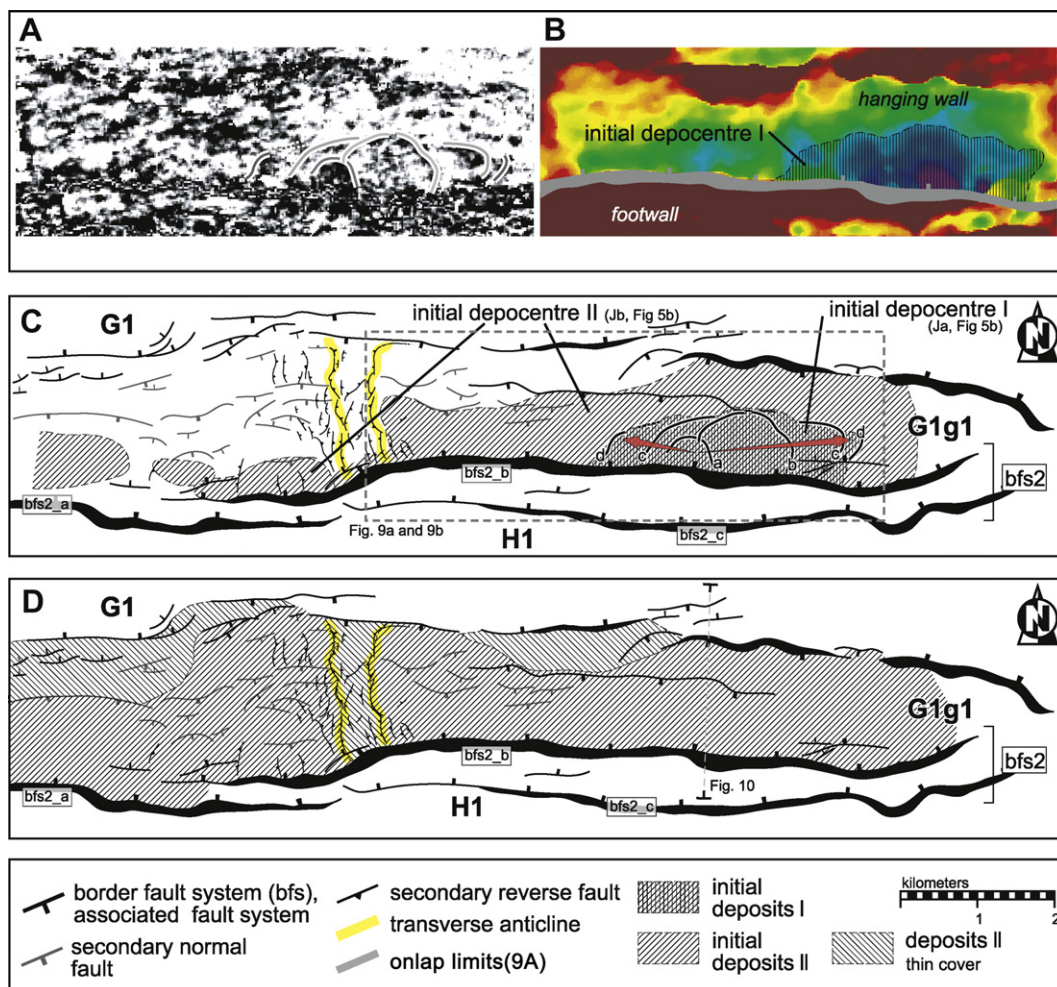 A
B
hanging wall
initial depocentre I
footwall
C
G1
initial depocentre II (Jb, Fig 5b)
initial depocentre I
(Ja, Fig 5b)
N
d
c
a
b
c
d
G1g1
bfs2
bfs2_b
bfs2_a
Fig. 9a and 9b
H1
bfs2_c
D
G1
N
G1g1
bfs2
bfs2_b
bfs2_a
Fig. 10
H1
bfs2_c
border fault system (bfs),
associated fault system
secondary normal
fault
secondary reverse fault
transverse anticline
onlap limits(9A)
initial
deposits I
initial
deposits II
kilometers
1
2
deposits II
thin cover